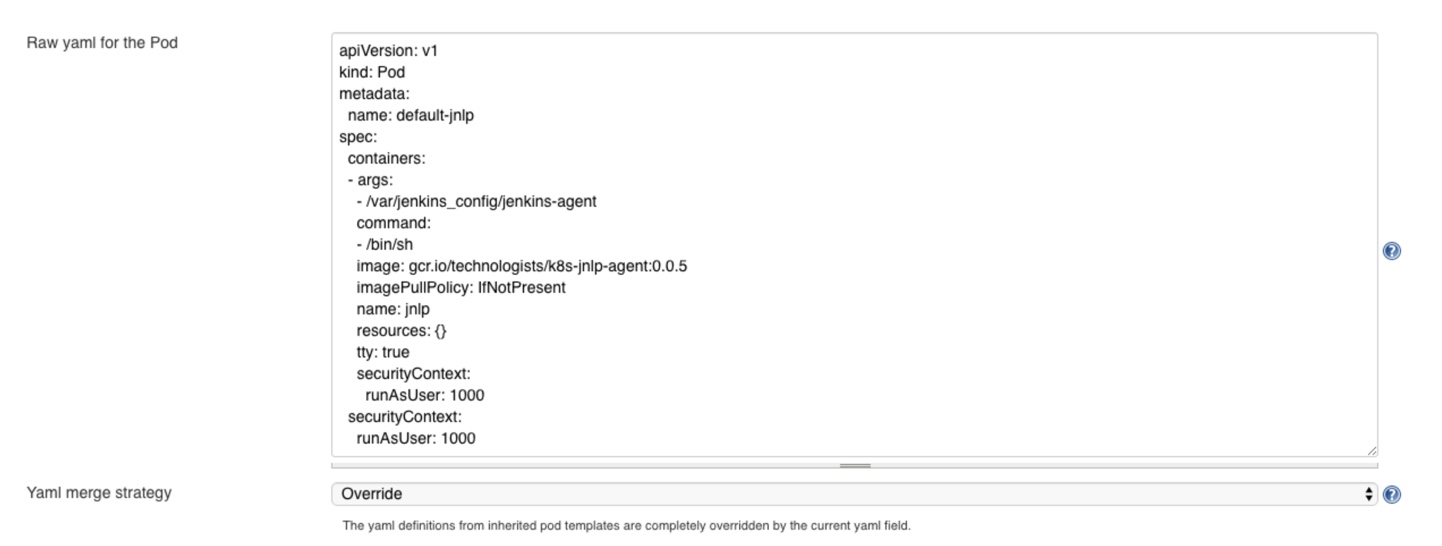 Raw yaml for the Pod
apiVersion: v1
kind: Pod
metadata:
  name: default-jnlp
spec:
  containers:
  - args:
    - /var/jenkins_config/jenkins-agent
    command:
    - /bin/sh
    image: gcr.io/technologists/k8s-jnlp-agent:0.0.5
    imagePullPolicy: IfNotPresent
    name: jnlp
    resources: {}
    tty: true
    securityContext:
      runAsUser: 1000
  securityContext:
    runAsUser: 1000
Yaml merge strategy
Override
The yaml definitions from inherited pod templates are completely overridden by the current yaml field.